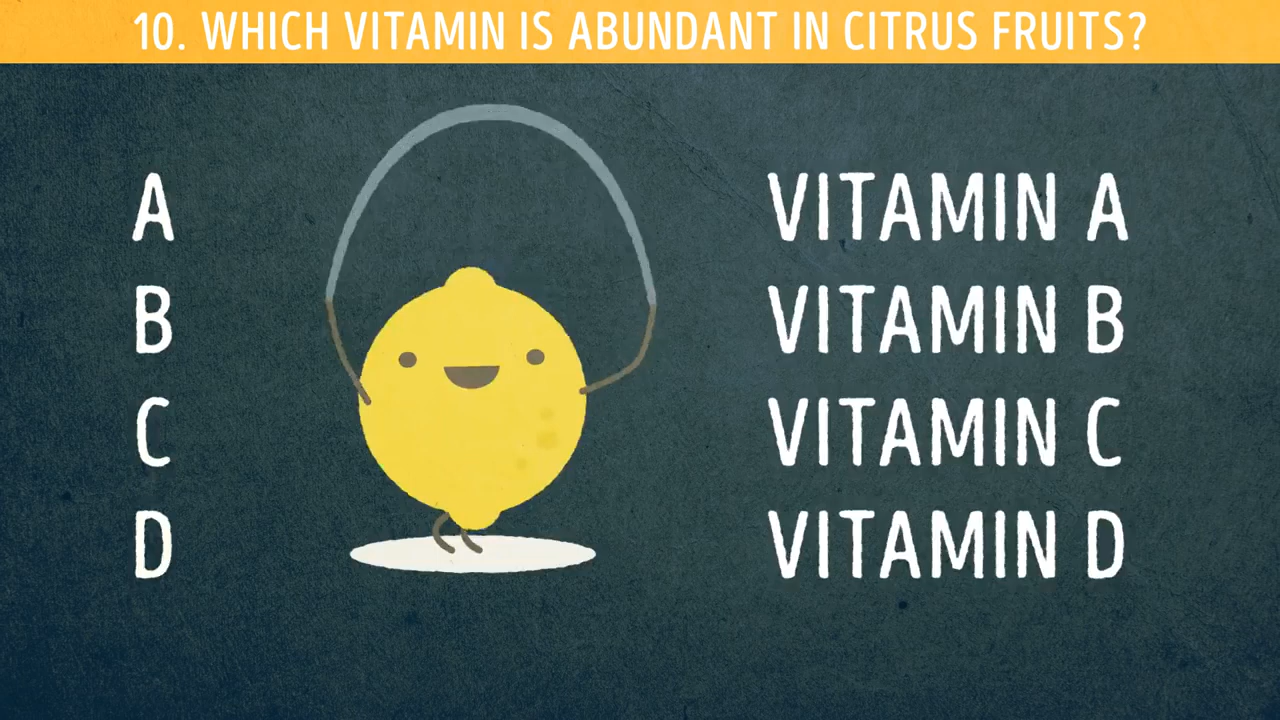 10. WHICH VITAMIN IS ABUNDANT IN CITRUS FRUITS?
A VITAMIN A
B VITAMIN B
C VITAMIN C
D VITAMIN D